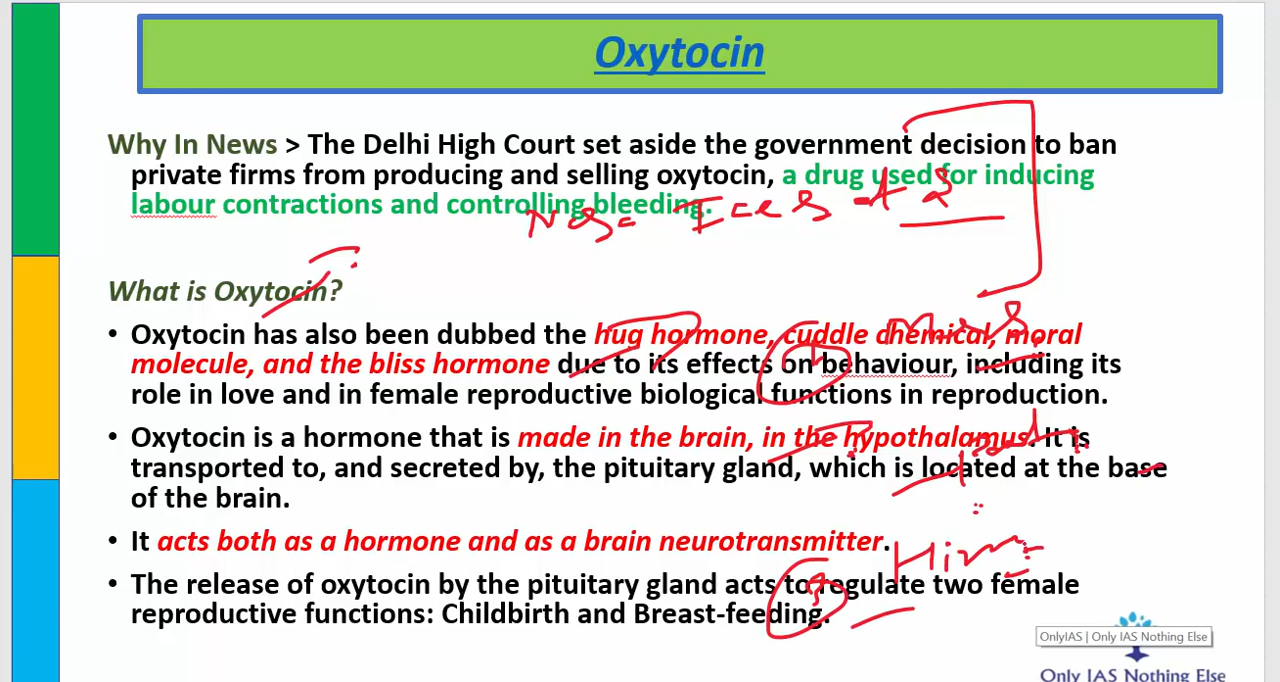 Oxytocin
Why In News > The Delhi High Court set aside the government decision to ban
private firms from producing and selling oxytocin, a drug used for inducing
labour contractions and controlling bleeding.
What is Oxytocin?
• Oxytocin has also been dubbed the hug hormone, cuddle chemical, moral
molecule, and the bliss hormone due to its effects on behaviour, including its
role in love and in female reproductive biological functions in reproduction.
• Oxytocin is a hormone that is made in the brain, in the hypothalamus. It is
transported to, and secreted by, the pituitary gland, which is located at the base
of the brain.
• It acts both as a hormone and as a brain neurotransmitter.
• The release of oxytocin by the pituitary gland acts to regulate two female
reproductive functions: Childbirth and Breast-feeding.
OnlyIAS | Only IAS Nothing Else
Only IAS Nothing Else